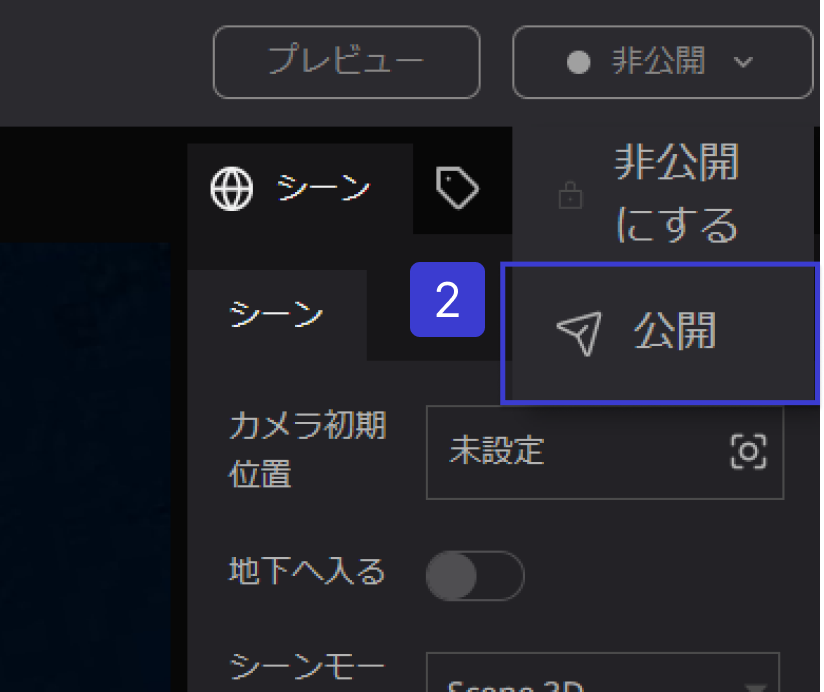 プレビュー
非公開
シーン
非公開
にする
シーン
2
公開
カメラ初期
位置
未設定
地下へ入る
シーンモー
Scene 3D